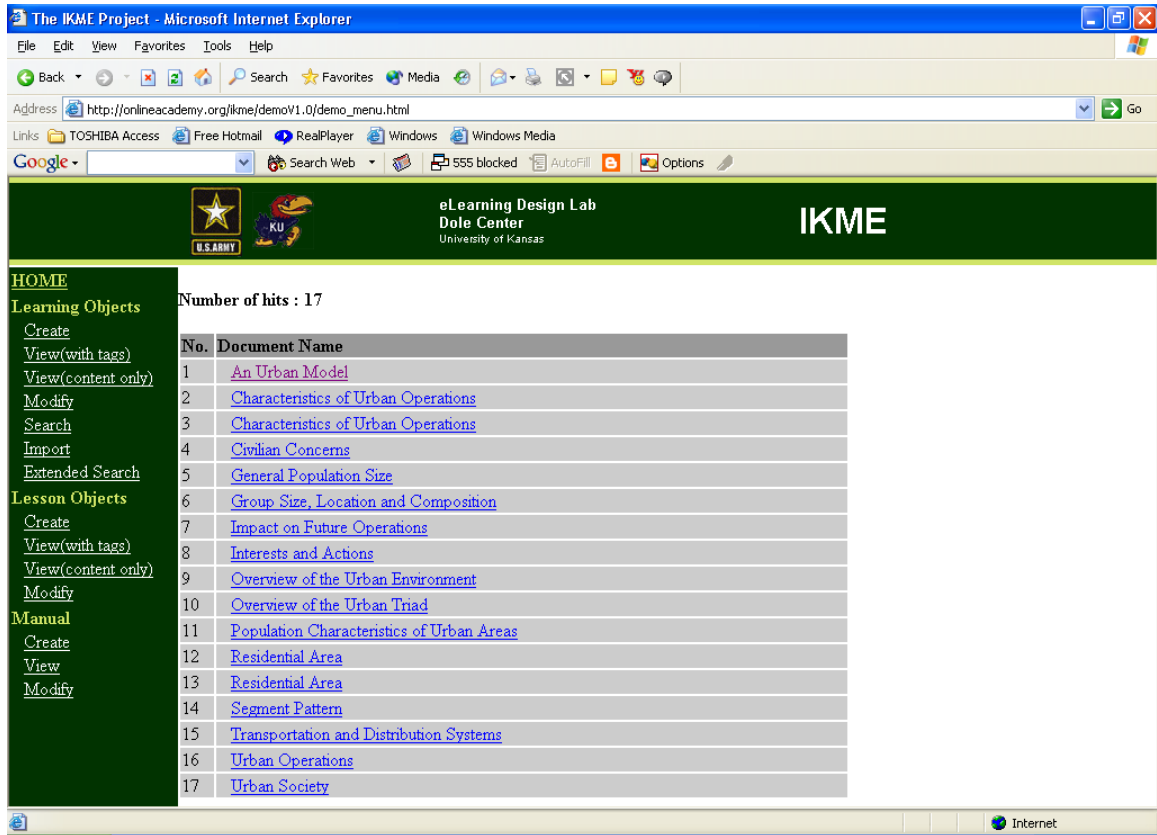 The IKME Project - Microsoft Internet Explorer
File Edit View Favorites Tools Help
Back Search Favorites Media
Address http://onlineacademy.org/ikme/demoV1.0/demo_menu.html Go
Links TOSHIBA Access Free Hotmail RealPlayer Windows Windows Media
Google Search Web 555 blocked AutoFill Options
U.S.ARMY
KU
eLearning Design Lab
Dole Center
University of Kansas
IKME
HOME
Learning Objects
Create
View(with tags)
View(content only)
Modify
Search
Import
Extended Search
Lesson Objects
Create
View(with tags)
View(content only)
Modify
Manual
Create
View
Modify
Number of hits : 17
No. Document Name
1 An Urban Model
2 Characteristics of Urban Operations
3 Characteristics of Urban Operations
4 Civilian Concerns
5 General Population Size
6 Group Size, Location and Composition
7 Impact on Future Operations
8 Interests and Actions
9 Overview of the Urban Environment
10 Overview of the Urban Triad
11 Population Characteristics of Urban Areas
12 Residential Area
13 Residential Area
14 Segment Pattern
15 Transportation and Distribution Systems
16 Urban Operations
17 Urban Society
Internet